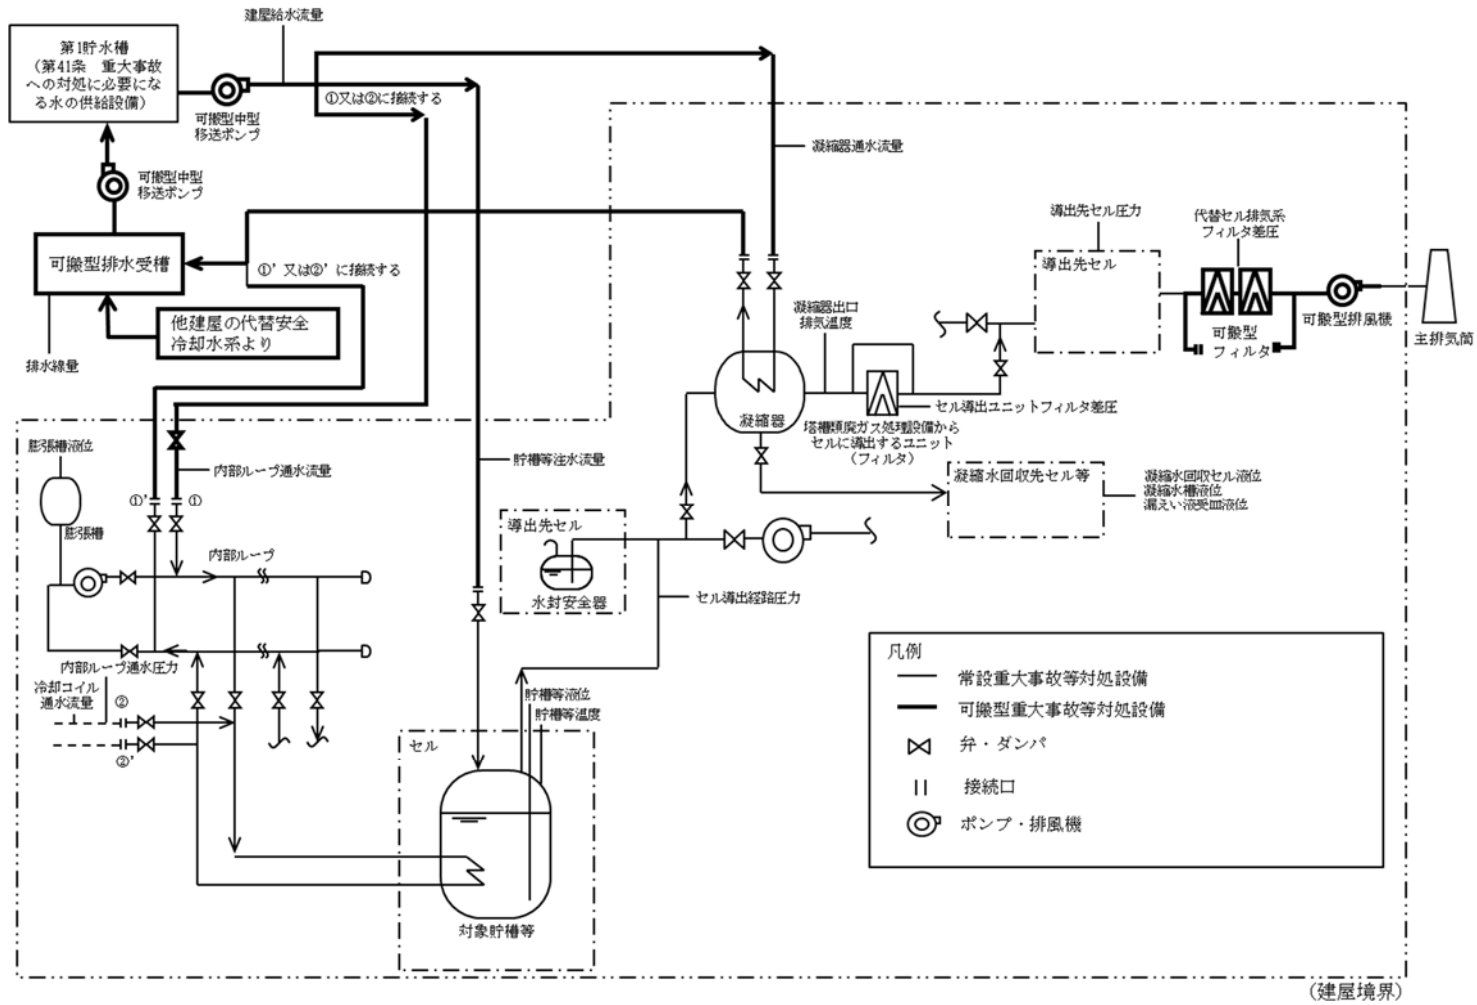 建屋給水流量
第1貯水槽
（第41条　重大事故
への対処に必要にな
る水の供給設備）
①又は②に接続する
可搬型中型
移送ポンプ
凝縮器通水流量
可搬型中型
移送ポンプ
導出先セル圧力
代替セル排気系
フィルタ差圧
可搬型排水受槽
①’又は②’に接続する
導出先セル
凝縮器出口
排気温度
他建屋の代替安全
冷却水系より
可搬型排風機
可搬型
フィルタ
主排気筒
排水線量
凝縮器
セル導出ユニットフィルタ差圧
塔槽類廃ガス処理設備から
セルに導出するユニット
（フィルタ）
膨張槽液位
内部ループ通水流量
貯槽等注水流量
凝縮水回収先セル等
凝縮水回収セル液位
凝縮水槽液位
漏えい液受皿液位
①’
①
導出先セル
膨張槽
内部ループ
水封安全器
セル導出経路圧力
内部ループ通水圧力
冷却コイル
通水流量
②
②’
貯槽等液位
貯槽等温度
セル
対象貯槽等
凡例
常設重大事故等対処設備
可搬型重大事故等対処設備
弁・ダンパ
接続口
ポンプ・排風機
（建屋境界）